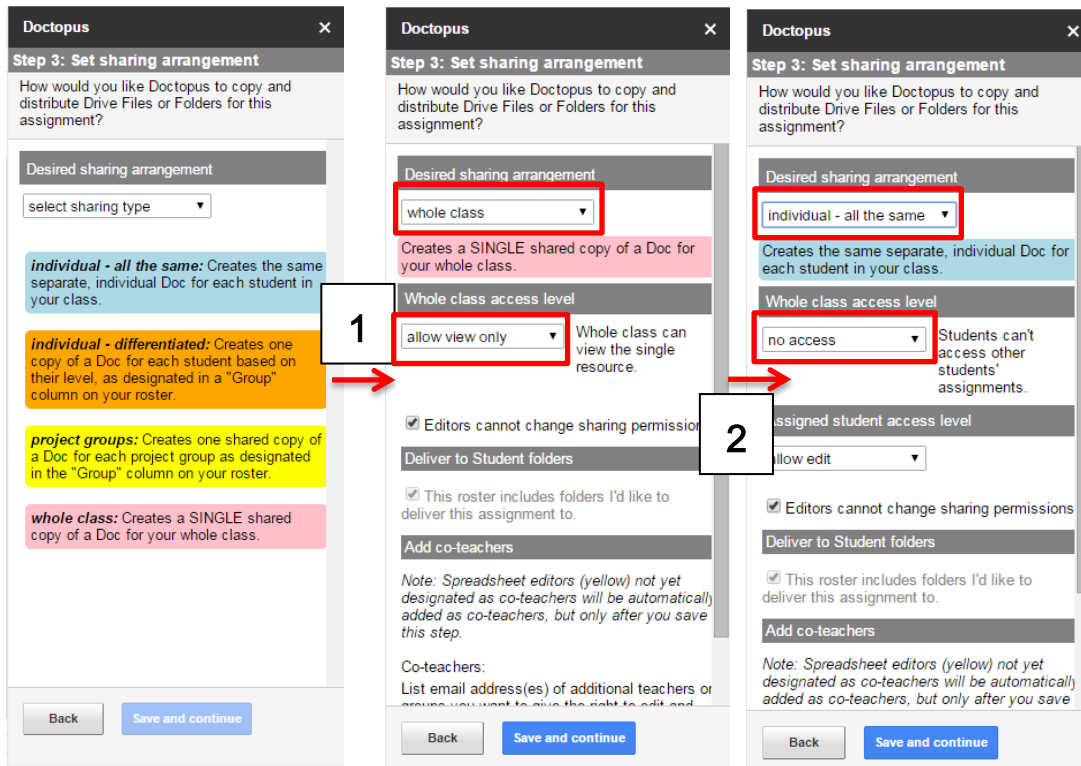 Doctopus ×
Step 3: Set sharing arrangement
How would you like Doctopus to copy and
distribute Drive Files or Folders for this
assignment?
Desired sharing arrangement
select sharing type
individual - all the same: Creates the same
separate, individual Doc for each student in
your class.
individual - differentiated: Creates one
copy of a Doc for each student based on
their level, as designated in a "Group"
column on your roster.
project groups: Creates one shared copy of
a Doc for each project group as designated
in the "Group" column on your roster.
whole class: Creates a SINGLE shared
copy of a Doc for your whole class.
Back
Save and continue
1
Doctopus ×
Step 3: Set sharing arrangement
How would you like Doctopus to copy and
distribute Drive Files or Folders for this
assignment?
Desired sharing arrangement
whole class
Creates a SINGLE shared copy of a Doc for
your whole class.
Whole class access level
allow view only
Whole class can
view the single
resource.
Editors cannot change sharing permission
Deliver to Student folders
This roster includes folders I'd like to
deliver this assignment to.
Add co-teachers
Note: Spreadsheet editors (yellow) not yet
designated as co-teachers will be automatically
added as co-teachers, but only after you save
this step.
Co-teachers:
List email address(es) of additional teachers or
groups you want to give the right to edit and
Back
Save and continue
2
Doctopus ×
Step 3: Set sharing arrangement
How would you like Doctopus to copy and
distribute Drive Files or Folders for this
assignment?
Desired sharing arrangement
individual - all the same
Creates the same separate, individual Doc for
each student in your class.
Whole class access level
no access
Students can't
access other
students'
assignments.
ssigned student access level
llow edit
Editors cannot change sharing permissions
Deliver to Student folders
This roster includes folders I'd like to
deliver this assignment to.
Add co-teachers
Note: Spreadsheet editors (yellow) not yet
designated as co-teachers will be automatically
added as co-teachers, but only after you save
Back
Save and continue